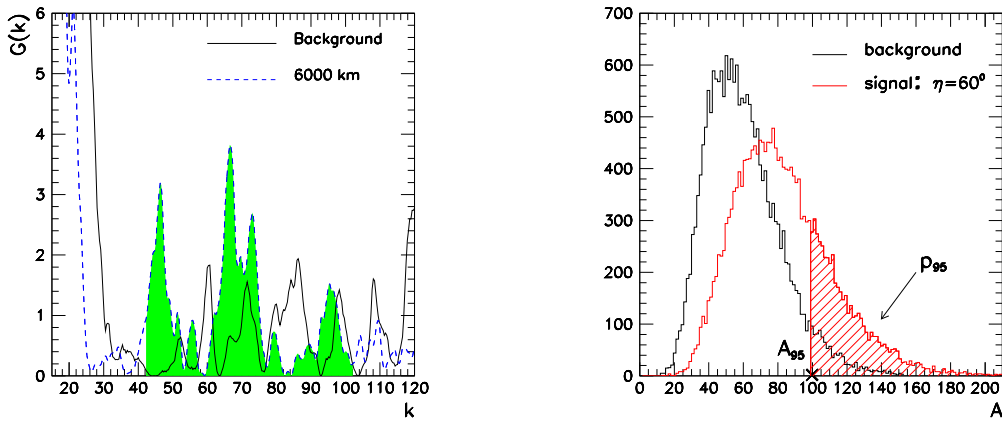 G(k)
6
5
4
3
2
1
0
Background
6000 km
20 30 40 50 60 70 80 90 100 110 120
k
700
600
500
400
300
200
100
0
background
signal: η=60⁰
p₉₅
A₉₅
0 20 40 60 80 100 120 140 160 180 200
A